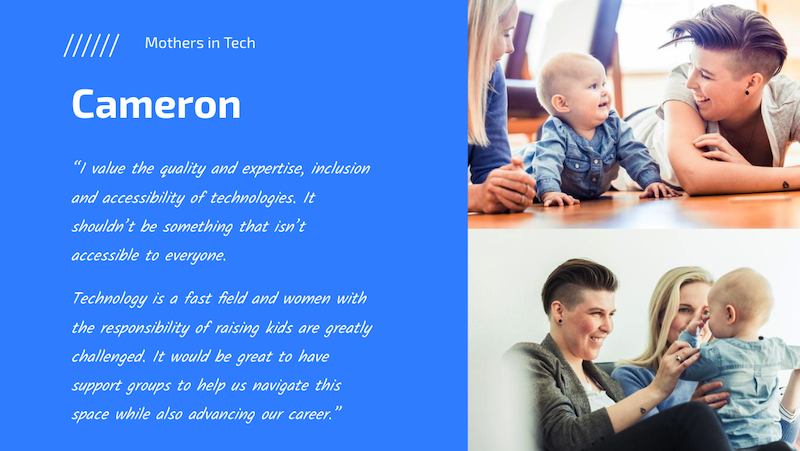 Mothers in Tech
Cameron
“I value the quality and expertise, inclusion
and accessibility of technologies. It
shouldn’t be something that isn’t
accessible to everyone.
Technology is a fast field and women with
the responsibility of raising kids are greatly
challenged. It would be great to have
support groups to help us navigate this
space while also advancing our career.”